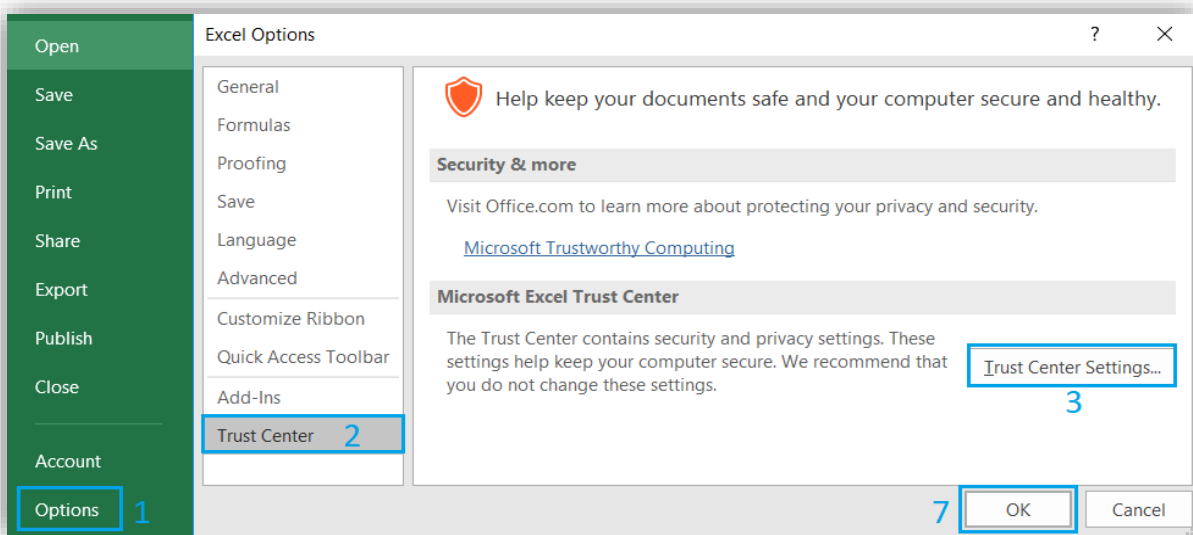 Open
Save
Save As
Print
Share
Export
Publish
Close
Account
Options 1
Excel Options
? ×
General
Formulas
Proofing
Save
Language
Advanced
Customize Ribbon
Quick Access Toolbar
Add-Ins
Trust Center 2
Help keep your documents safe and your computer secure and healthy.
Security & more
Visit Office.com to learn more about protecting your privacy and security.
Microsoft Trustworthy Computing
Microsoft Excel Trust Center
The Trust Center contains security and privacy settings. These
settings help keep your computer secure. We recommend that
you do not change these settings.
Trust Center Settings...
3
7 OK Cancel